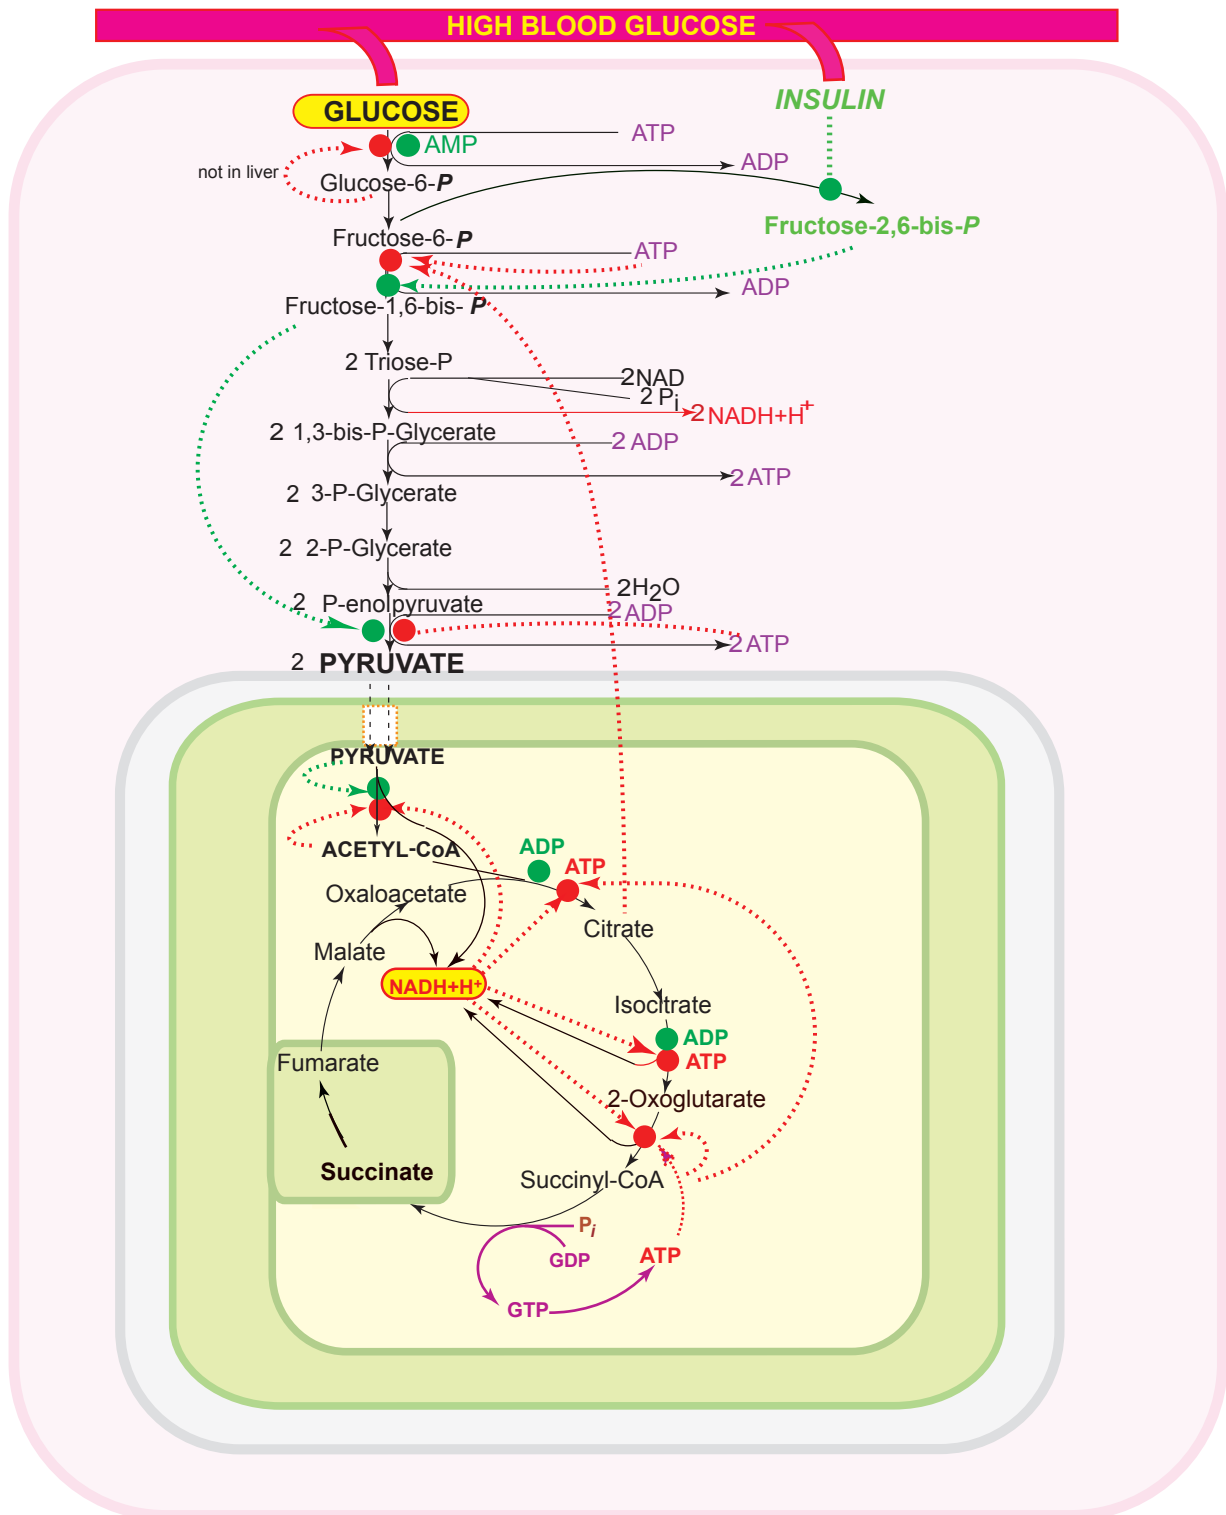 HIGH BLOOD GLUCOSE
GLUCOSE
INSULIN
ATP
AMP
ADP
not in liver
Glucose-6-P
Fructose-2,6-bis-P
Fructose-6-P
ATP
ADP
Fructose-1,6-bis-P
2 Triose-P
2NAD
2 Pi
2 NADH+H+
2 1,3-bis-P-Glycerate
2 ADP
2 ATP
2 3-P-Glycerate
2 2-P-Glycerate
2H2O
2 P-enolpyruvate
2 ADP
2 ATP
2 PYRUVATE
PYRUVATE
ACETYL-CoA
ADP
ATP
Oxaloacetate
Citrate
Malate
NADH+H+
Isocitrate
ADP
ATP
Fumarate
2-Oxoglutarate
Succinate
Succinyl-CoA
Pi
GDP
ATP
GTP